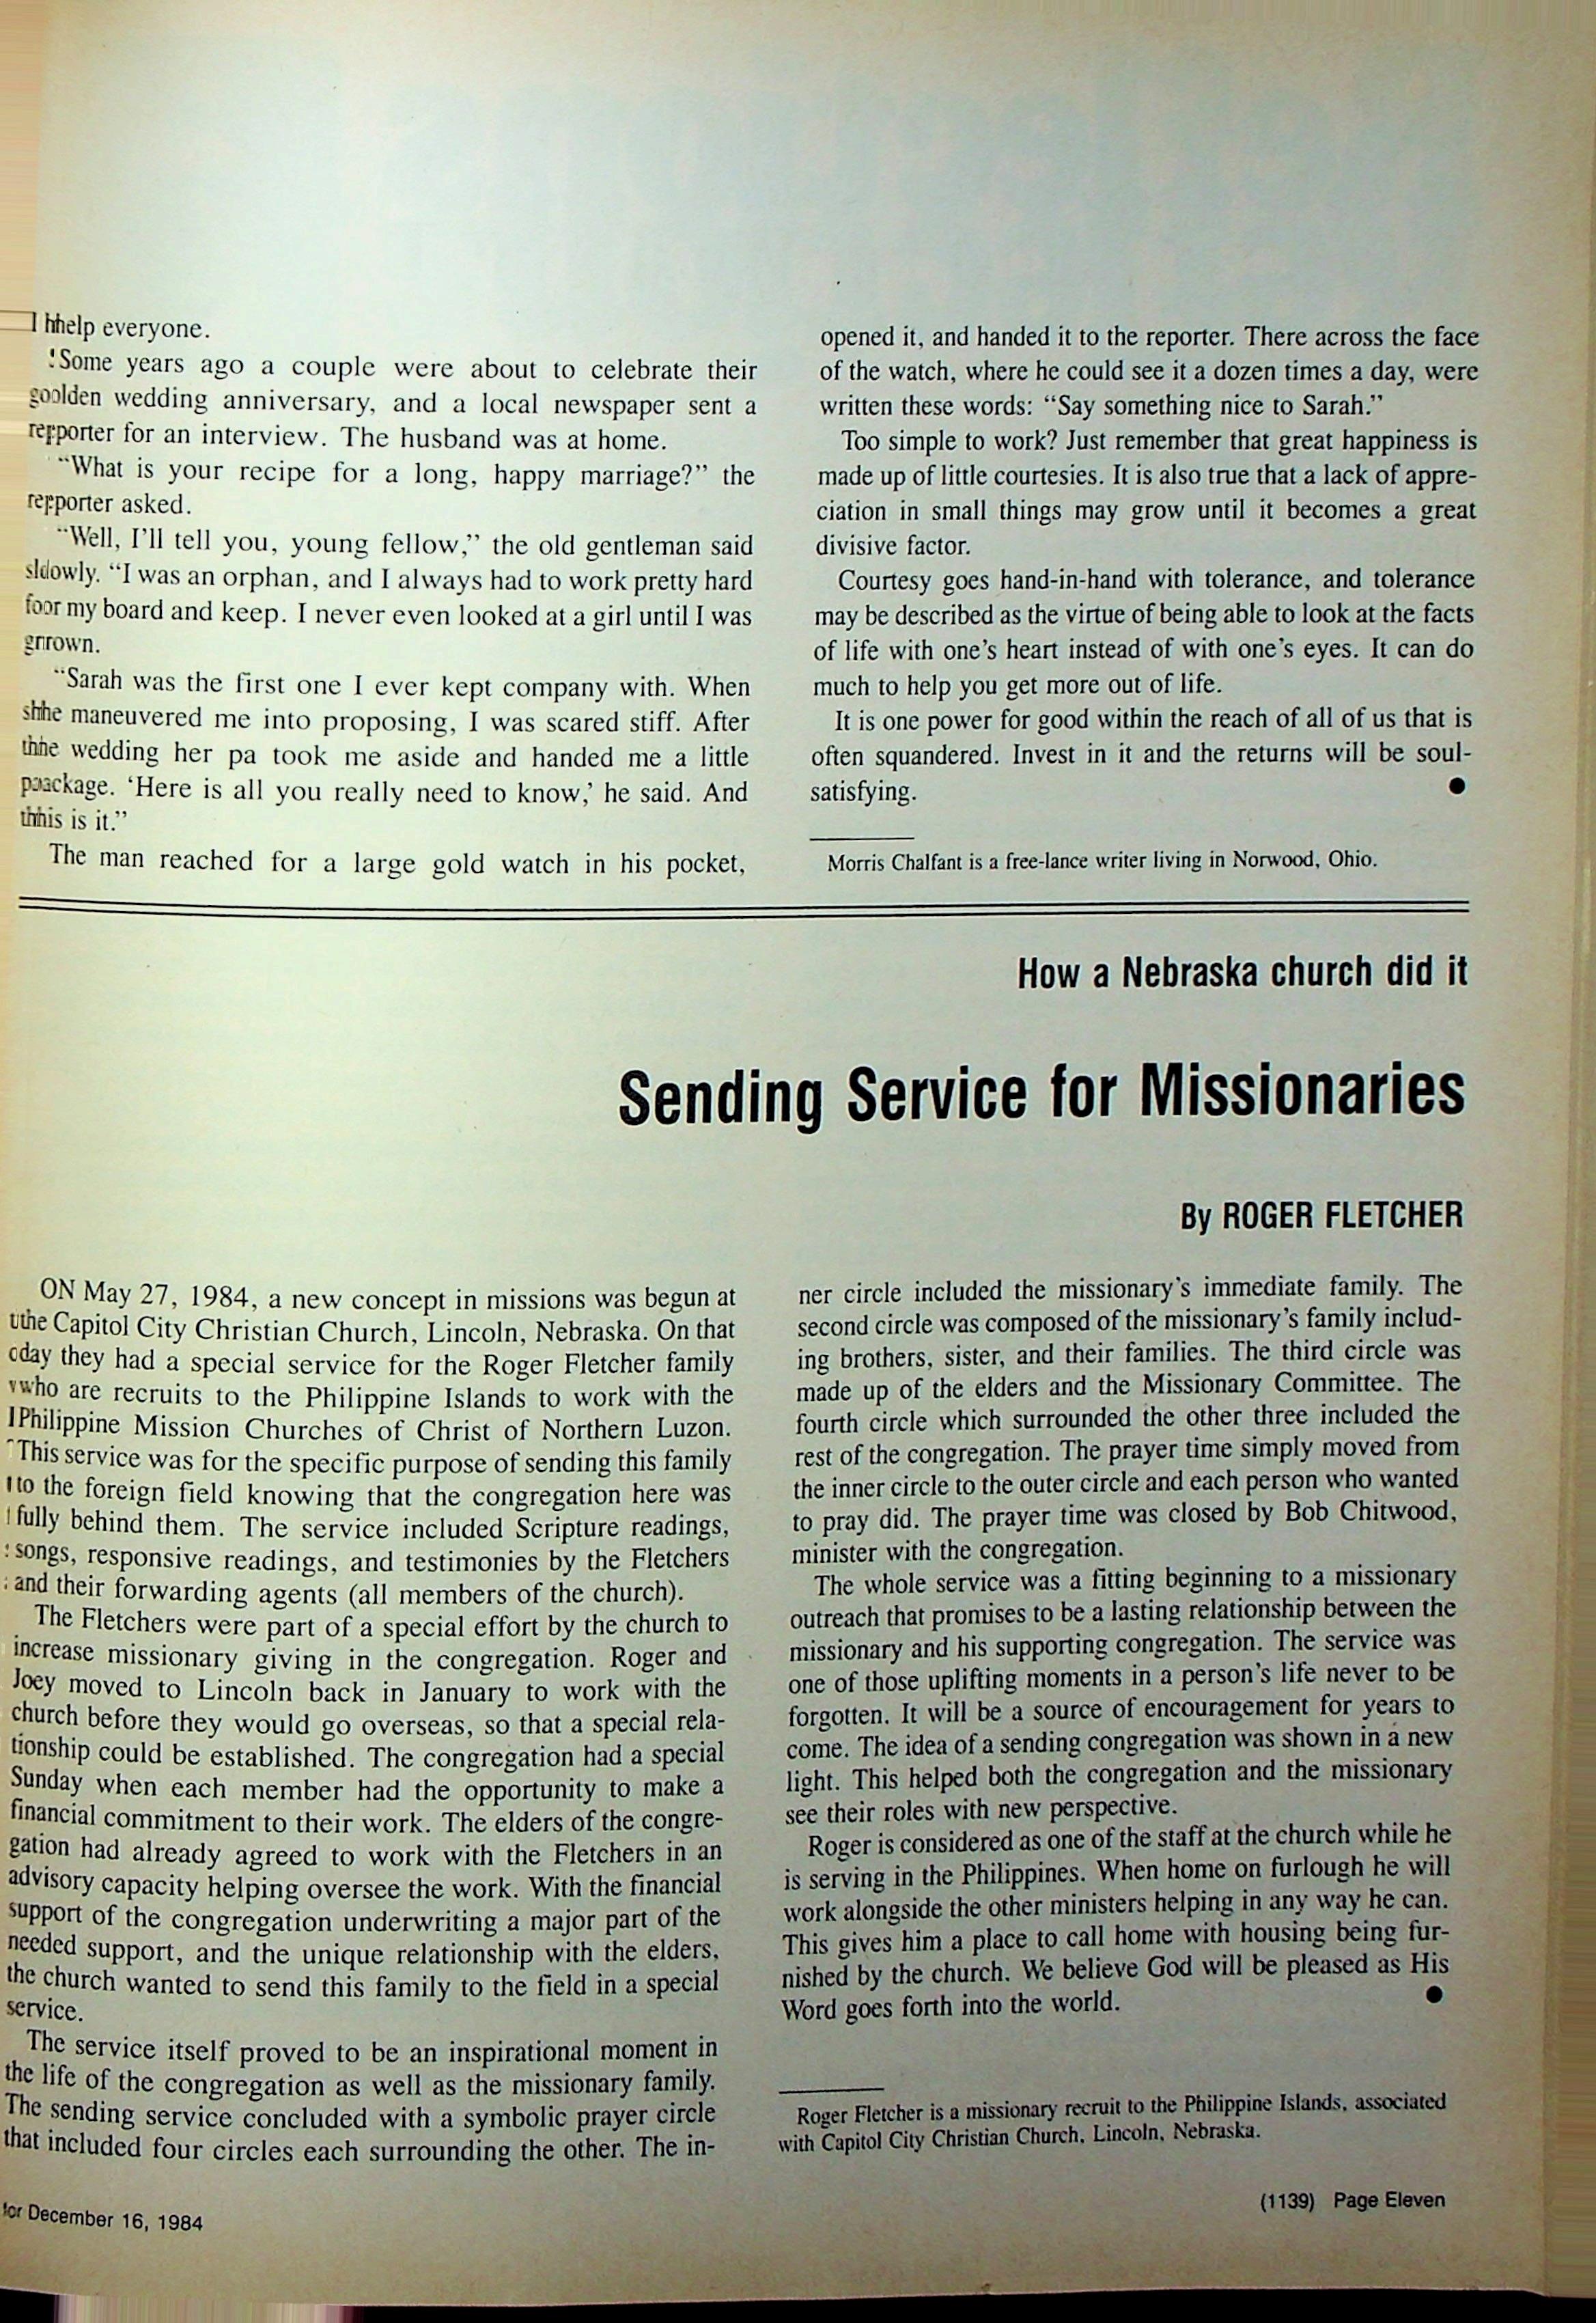 help everyone.
Some years ago a couple were about to celebrate their
golden wedding anniversary, and a local newspaper sent a
reporter for an interview. The husband was at home.
“What is your recipe for a long, happy marriage?” the
reporter asked.
“Well, I’ll tell you, young fellow,” the old gentleman said
slowly. “I was an orphan, and I always had to work pretty hard
for my board and keep. I never even looked at a girl until I was
grown.
“Sarah was the first one I ever kept company with. When
she maneuvered me into proposing, I was scared stiff. After
the wedding her pa took me aside and handed me a little
package. ‘Here is all you really need to know,’ he said. And
this is it.”
The man reached for a large gold watch in his pocket,
opened it, and handed it to the reporter. There across the face
of the watch, where he could see it a dozen times a day, were
written these words: “Say something nice to Sarah.”
Too simple to work? Just remember that great happiness is
made up of little courtesies. It is also true that a lack of appre-
ciation in small things may grow until it becomes a great
divisive factor.
Courtesy goes hand-in-hand with tolerance, and tolerance
may be described as the virtue of being able to look at the facts
of life with one’s heart instead of with one’s eyes. It can do
much to help you get more out of life.
It is one power for good within the reach of all of us that is
often squandered. Invest in it and the returns will be soul-
satisfying. ●
Morris Chalfant is a free-lance writer living in Norwood, Ohio.
How a Nebraska church did it
Sending Service for Missionaries
By ROGER FLETCHER
ON May 27, 1984, a new concept in missions was begun at
the Capitol City Christian Church, Lincoln, Nebraska. On that
day they had a special service for the Roger Fletcher family
who are recruits to the Philippine Islands to work with the
Philippine Mission Churches of Christ of Northern Luzon.
This service was for the specific purpose of sending this family
to the foreign field knowing that the congregation here was
fully behind them. The service included Scripture readings,
songs, responsive readings, and testimonies by the Fletchers
and their forwarding agents (all members of the church).
The Fletchers were part of a special effort by the church to
increase missionary giving in the congregation. Roger and
Joey moved to Lincoln back in January to work with the
church before they would go overseas, so that a special rela-
tionship could be established. The congregation had a special
Sunday when each member had the opportunity to make a
financial commitment to their work. The elders of the congre-
gation had already agreed to work with the Fletchers in an
advisory capacity helping oversee the work. With the financial
support of the congregation underwriting a major part of the
needed support, and the unique relationship with the elders,
the church wanted to send this family to the field in a special
service.
The service itself proved to be an inspirational moment in
the life of the congregation as well as the missionary family.
The sending service concluded with a symbolic prayer circle
that included four circles each surrounding the other. The in-
ner circle included the missionary’s immediate family. The
second circle was composed of the missionary’s family includ-
ing brothers, sister, and their families. The third circle was
made up of the elders and the Missionary Committee. The
fourth circle which surrounded the other three included the
rest of the congregation. The prayer time simply moved from
the inner circle to the outer circle and each person who wanted
to pray did. The prayer time was closed by Bob Chitwood,
minister with the congregation.
The whole service was a fitting beginning to a missionary
outreach that promises to be a lasting relationship between the
missionary and his supporting congregation. The service was
one of those uplifting moments in a person’s life never to be
forgotten. It will be a source of encouragement for years to
come. The idea of a sending congregation was shown in a new
light. This helped both the congregation and the missionary
see their roles with new perspective.
Roger is considered as one of the staff at the church while he
is serving in the Philippines. When home on furlough he will
work alongside the other ministers helping in any way he can.
This gives him a place to call home with housing being fur-
nished by the church. We believe God will be pleased as His
Word goes forth into the world. ●
Roger Fletcher is a missionary recruit to the Philippine Islands, associated
with Capitol City Christian Church, Lincoln, Nebraska.
for December 16, 1984
(1139) Page Eleven